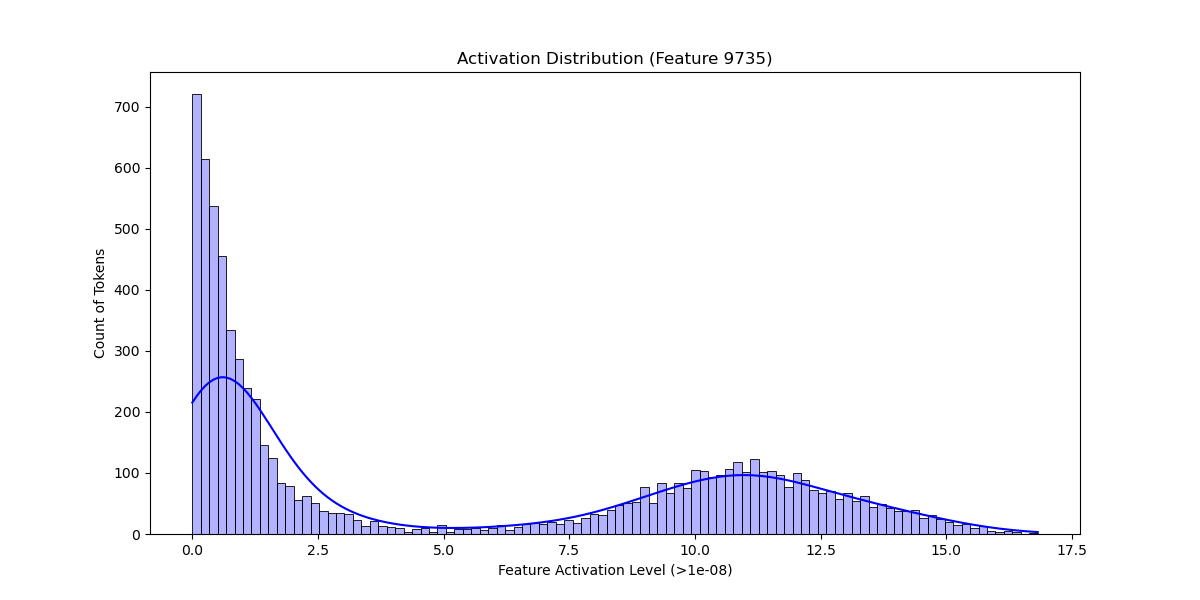 Activation Distribution (Feature 9735)
Count of Tokens
700
600
500
400
300
200
100
0
0.0 2.5 5.0 7.5 10.0 12.5 15.0 17.5
Feature Activation Level (>1e-08)